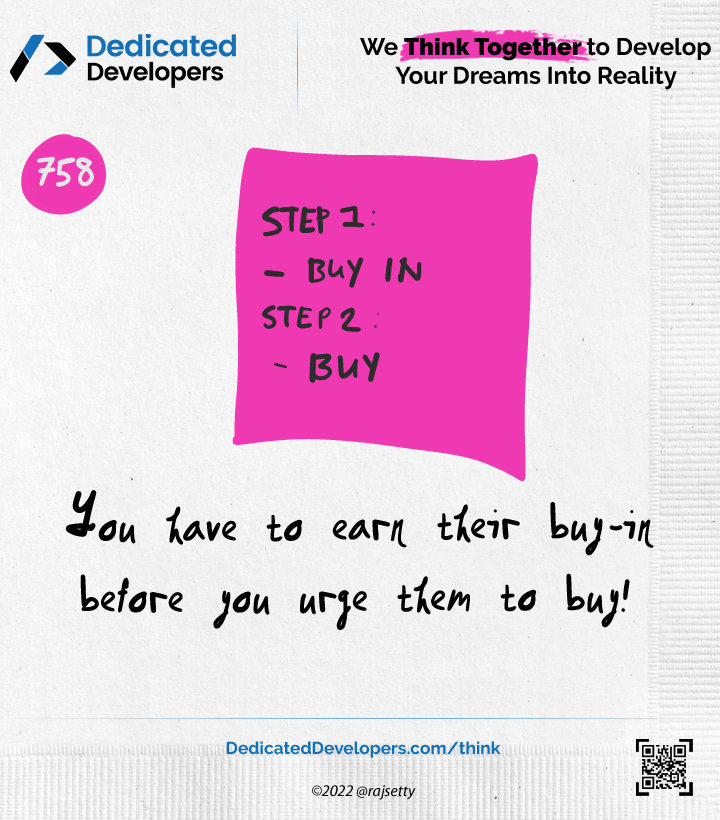 Dedicated
Developers
We Think Together to Develop
Your Dreams Into Reality
758
STEP 1:
- BUY IN
STEP 2:
- BUY
You have to earn their buy-in
before you urge them to buy!
DedicatedDevelopers.com/think
©2022 @rajsetty